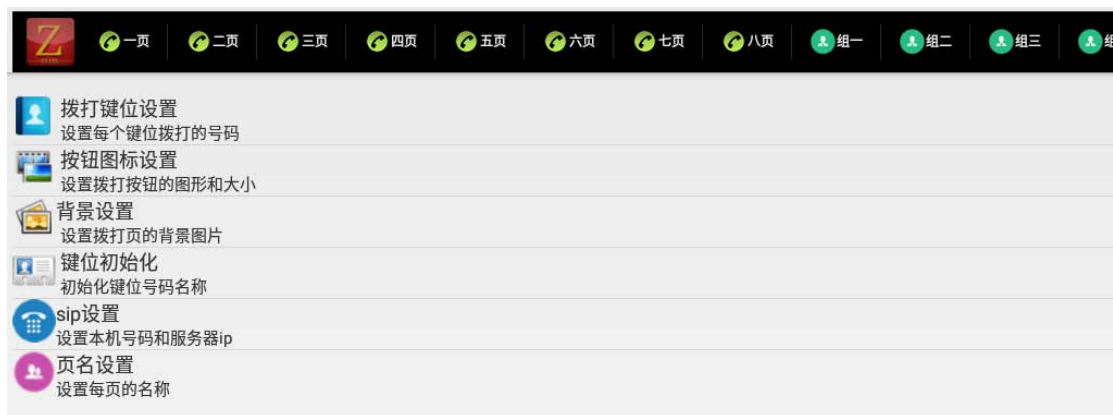 Z
一页 二页 三页 四页 五页 六页 七页 八页 组一 组二 组三
拨打键位设置
设置每个键位拨打的号码
按钮图标设置
设置拨打按钮的图形和大小
背景设置
设置拨打页的背景图片
键位初始化
初始化键位号码名称
sip设置
设置本机号码和服务器ip
页名设置
设置每页的名称